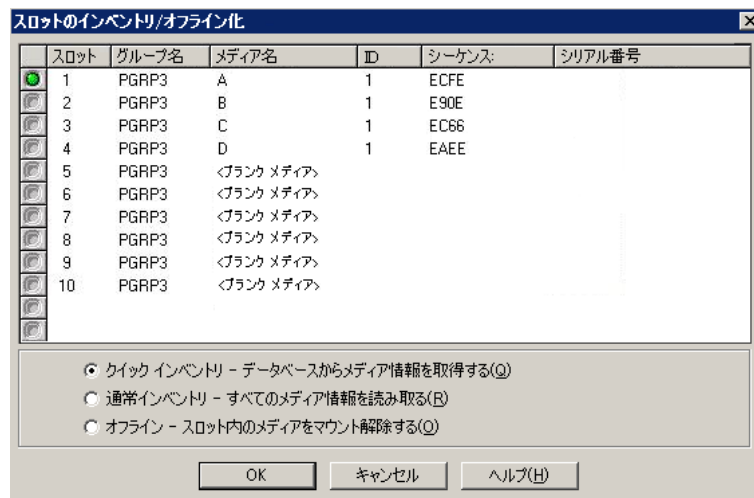 スロットのインベントリ/オフライン化
スロット グループ名 メディア名 ID シーケンス: シリアル番号
1 PGRP3 A 1 ECFE
2 PGRP3 B 1 E90E
3 PGRP3 C 1 EC66
4 PGRP3 D 1 EAEE
5 PGRP3 <ブランク メディア>
6 PGRP3 <ブランク メディア>
7 PGRP3 <ブランク メディア>
8 PGRP3 <ブランク メディア>
9 PGRP3 <ブランク メディア>
10 PGRP3 <ブランク メディア>
クイック インベントリ - データベースからメディア情報を取得する(Q)
通常インベントリ - すべてのメディア情報を読み取る(R)
オフライン - スロット内のメディアをマウント解除する(O)
OK キャンセル ヘルプ(H)